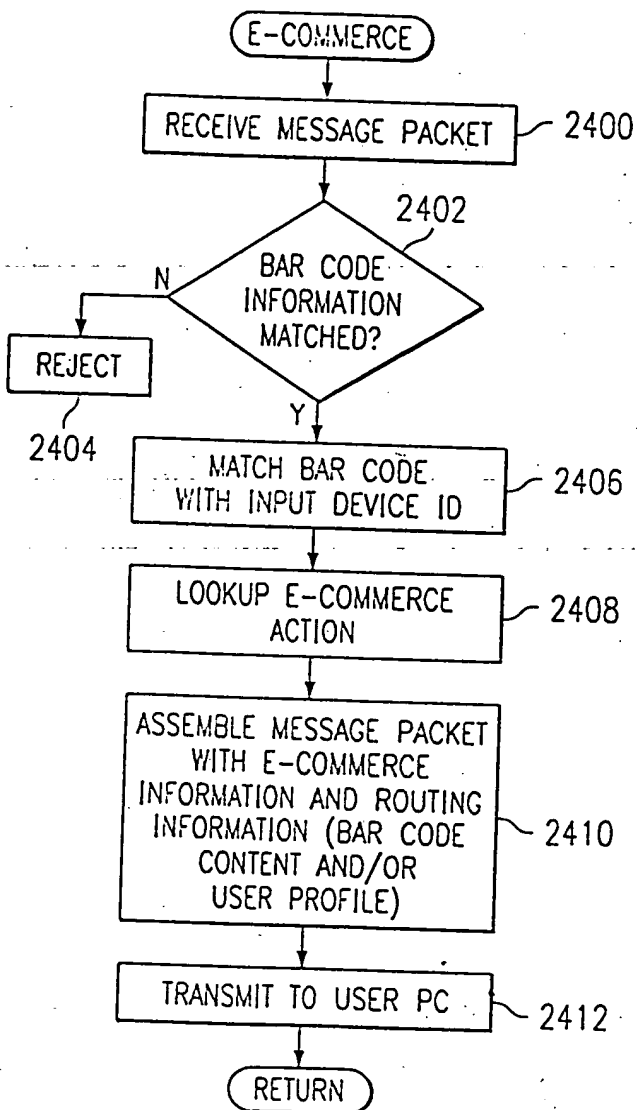 E-COMMERCE
RECEIVE MESSAGE PACKET
2400
2402
BAR CODE
INFORMATION
MATCHED?
N
REJECT
2404
Y
MATCH BAR CODE
WITH INPUT DEVICE ID
2406
LOOKUP E-COMMERCE
ACTION
2408
ASSEMBLE MESSAGE PACKET
WITH E-COMMERCE
INFORMATION AND ROUTING
INFORMATION (BAR CODE
CONTENT AND/OR
USER PROFILE)
2410
TRANSMIT TO USER PC
2412
RETURN